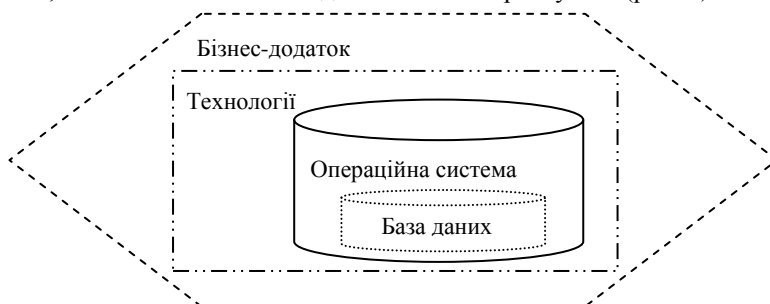 Бізнес-додаток
Технології
Операційна система
База даних